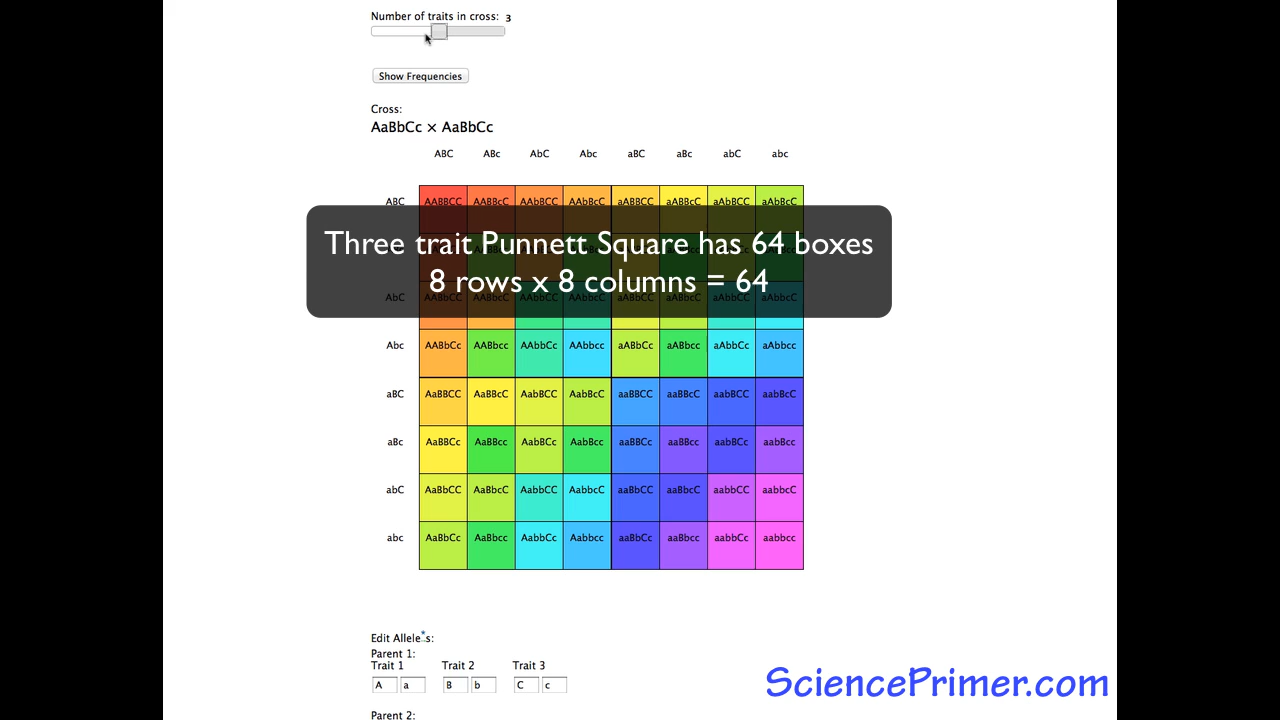 Number of traits in cross: 3
Show Frequencies
Cross:
AaBbCc × AaBbCc
ABC ABc AbC Abc aBC aBc abC abc
ABC AABBCC AABBcC AAbBCC AAbBcC aABBCC aABBcC aAbBCC aAbBcC
Three trait Punnett Square has 64 boxes
8 rows x 8 columns = 64
AbC
Abc AABbCc AABbcc AAbbCc AAbbcc aABbCc aABbcc aAbbCc aAbbcc
aBC AaBBCC AaBBcC AabBCC AabBcC aaBBCC aaBBcC aabBCC aabBcC
aBc AaBBCc AaBBcc AabBCc AabBcc aaBBCc aaBBcc aabBCc aabBcc
abC AaBbCC AaBbcC AabbCC AabbcC aaBbCC aaBbcC aabbCC aabbcC
abc AaBbCc AaBbcc AabbCc Aabbcc aaBbCc aaBbcc aabbCc aabbcc
Edit Alleles:
Parent 1:
Trait 1 Trait 2 Trait 3
A a B b C c
SciencePrimer.com
Parent 2: